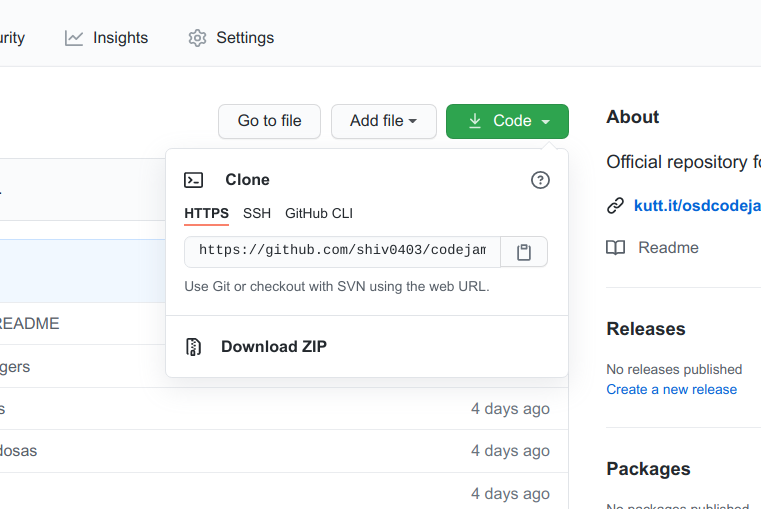 urity Insights Settings
Go to file Add file Code
Clone
HTTPS SSH GitHub CLI
https://github.com/shiv0403/codejam
Use Git or checkout with SVN using the web URL.
Download ZIP
README
gers
s 4 days ago
dosas 4 days ago
4 days ago
About
Official repository fo
kutt.it/osdcodeja
Readme
Releases
No releases published
Create a new release
Packages
No packages published